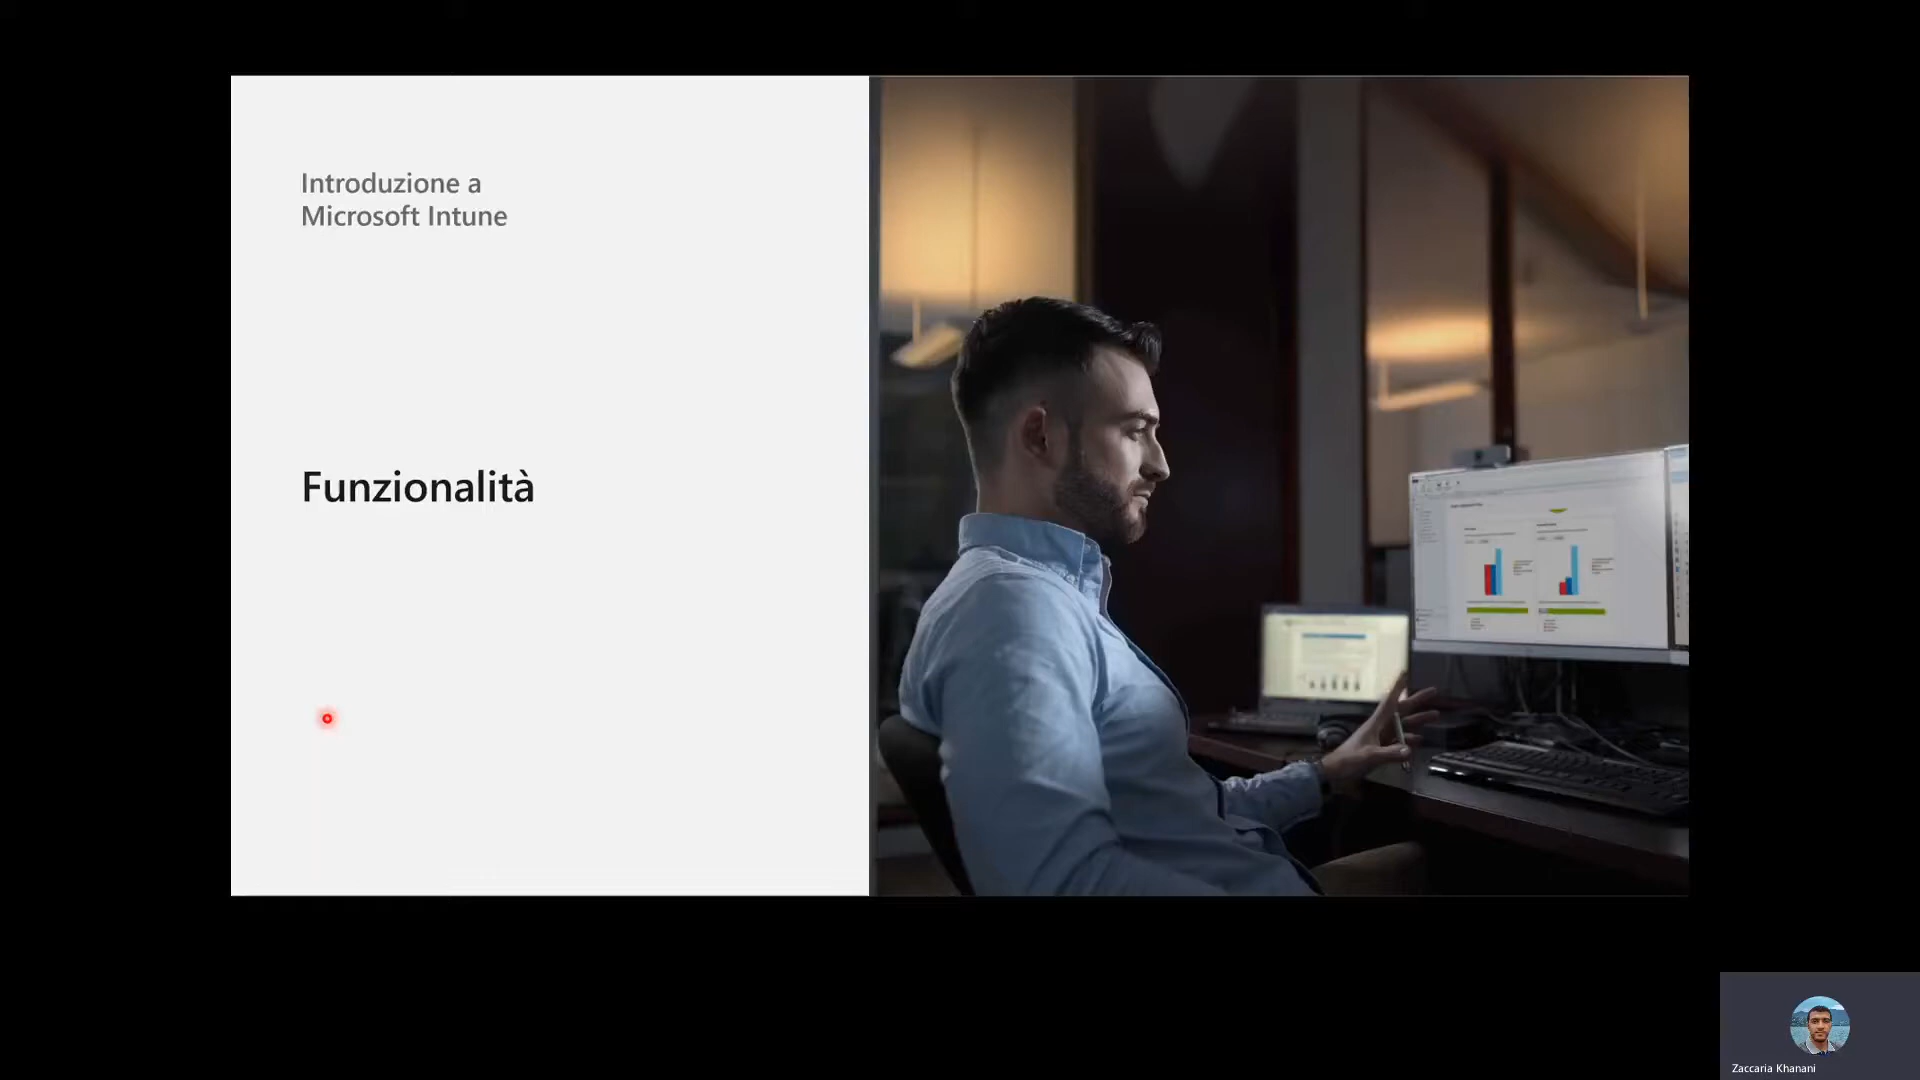 Introduzione a
Microsoft Intune
Funzionalità
Zaccaria Khanani